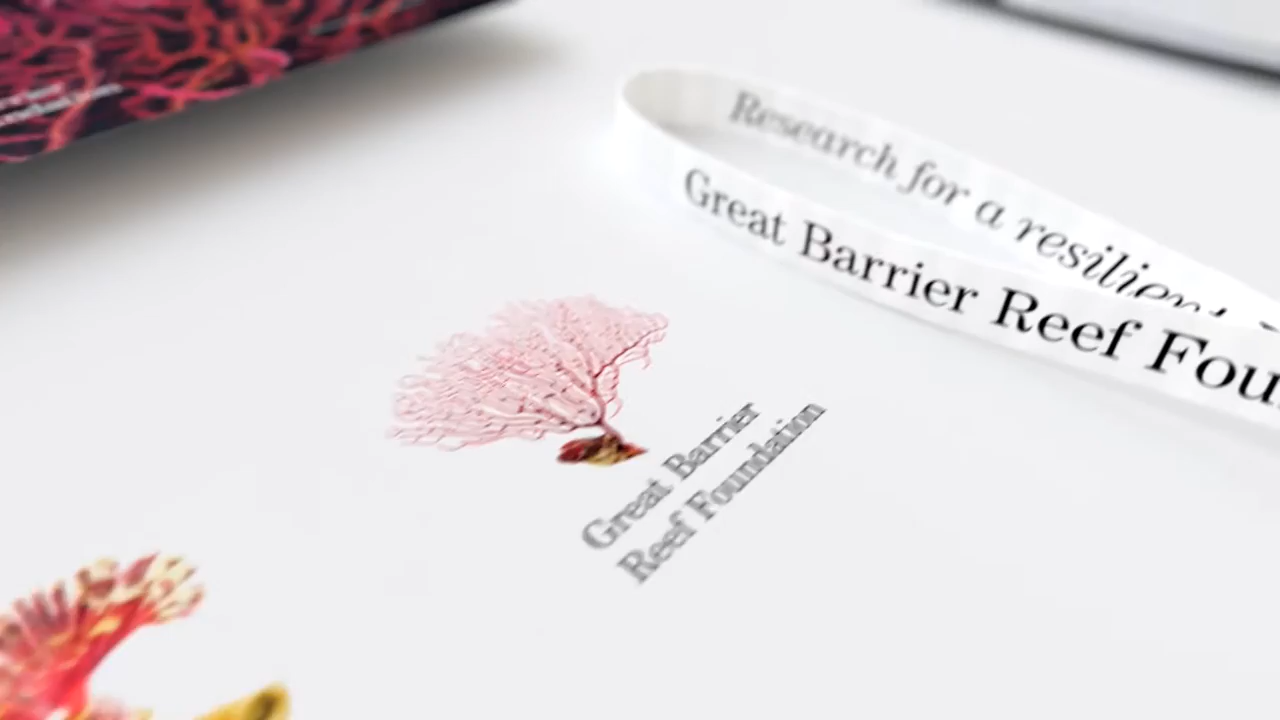 Research for a resilient
Great Barrier Reef Fou
Great Barrier
Reef Foundation